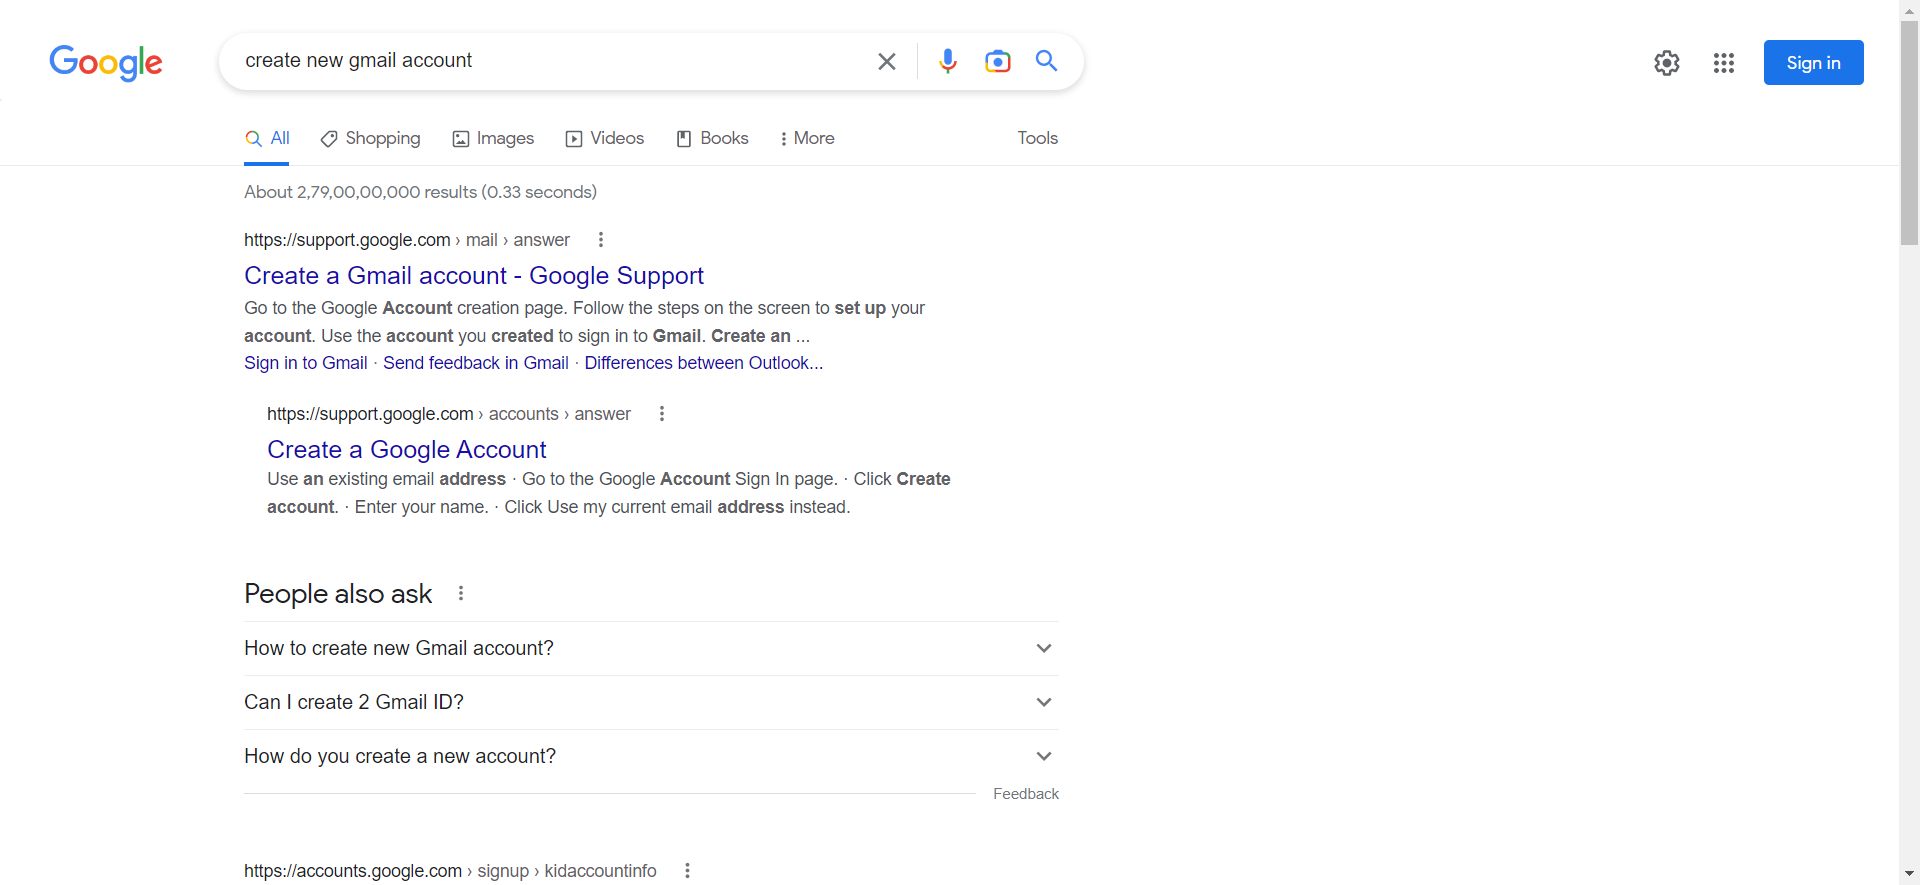 Google
create new gmail account
Sign in
All
Shopping
Images
Videos
Books
More
Tools
About 2,79,00,00,000 results (0.33 seconds)
https://support.google.com › mail › answer
Create a Gmail account - Google Support
Go to the Google Account creation page. Follow the steps on the screen to set up your
account. Use the account you created to sign in to Gmail. Create an ...
Sign in to Gmail · Send feedback in Gmail · Differences between Outlook...
https://support.google.com › accounts › answer
Create a Google Account
Use an existing email address · Go to the Google Account Sign In page. · Click Create
account. · Enter your name. · Click Use my current email address instead.
People also ask
How to create new Gmail account?
Can I create 2 Gmail ID?
How do you create a new account?
Feedback
https://accounts.google.com › signup › kidaccountinfo